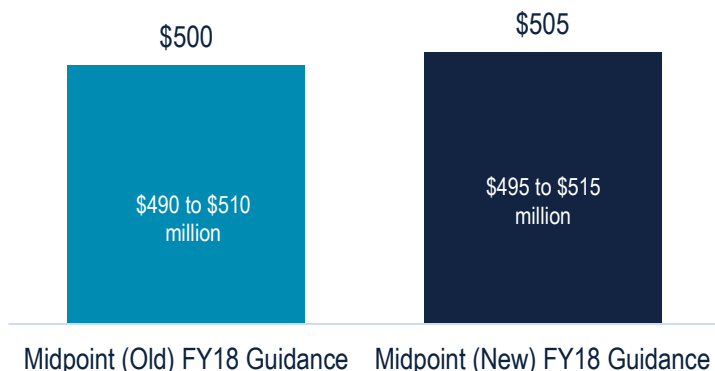 $500
$505
$490 to $510
million
$495 to $515
million
Midpoint (Old) FY18 Guidance
Midpoint (New) FY18 Guidance